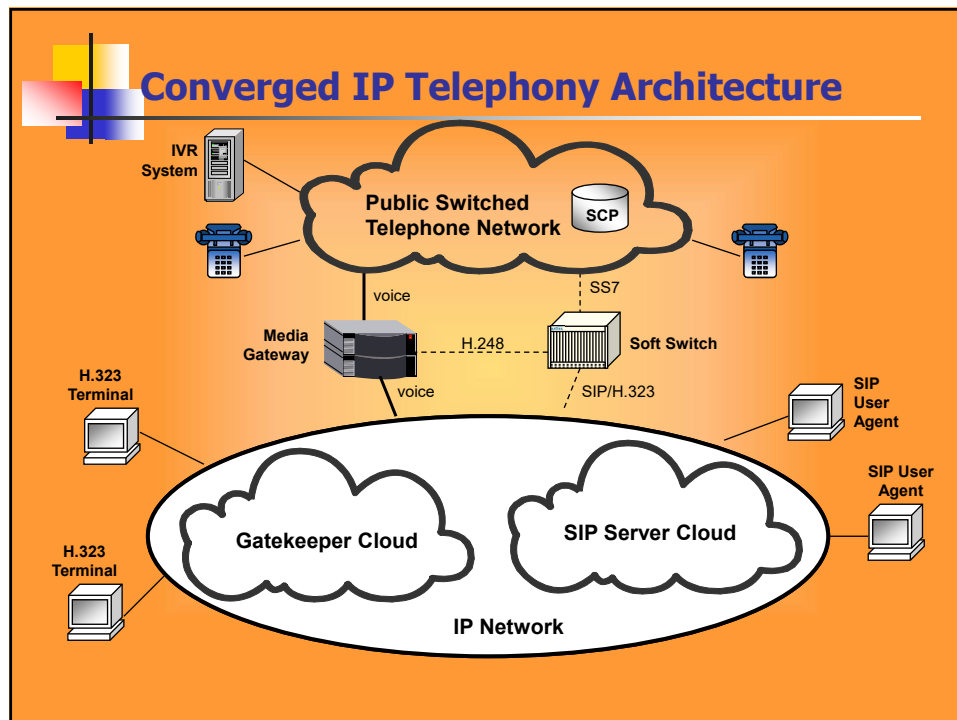 Converged IP Telephony Architecture
IVR
System
Public Switched
Telephone Network
SCP
voice
SS7
Media
Gateway
H.248
Soft Switch
voice
SIP/H.323
H.323
Terminal
SIP
User
Agent
SIP User
Agent
Gatekeeper Cloud
SIP Server Cloud
H.323
Terminal
IP Network